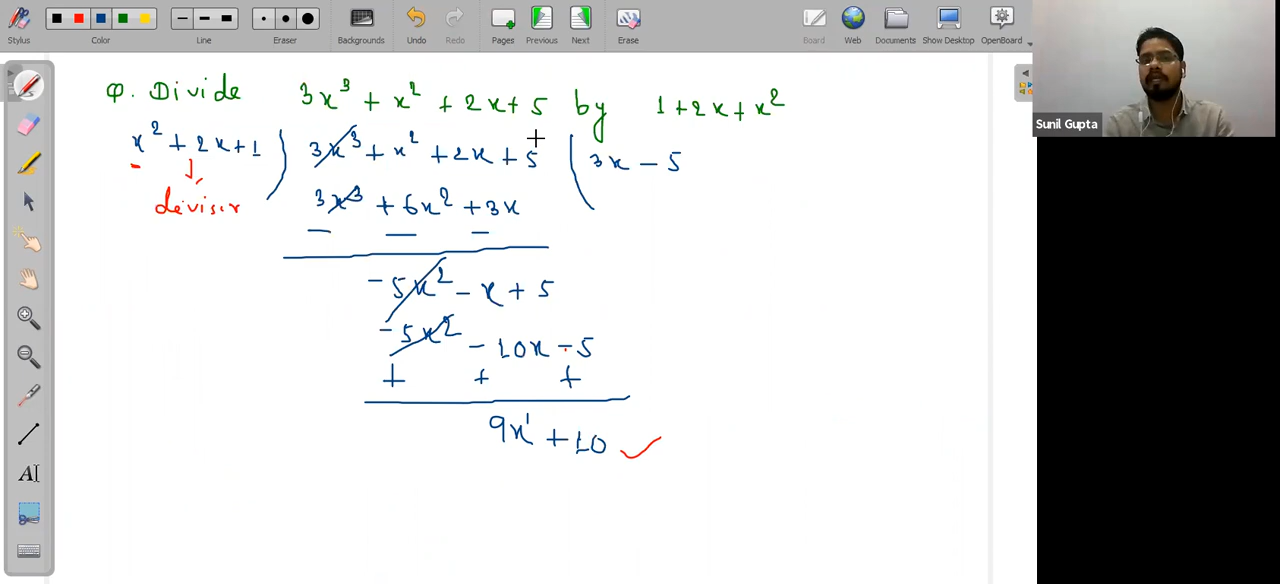 Stylus Color Line Eraser Backgrounds Undo Redo Pages Previous Next Erase Board Web Documents Show Desktop OpenBoard
Q. Divide 3x³ + x² + 2x + 5 by 1 + 2x + x²
x² + 2x + 1 ) 3x³ + x² + 2x + 5 ( 3x - 5
devisir 3x³ + 6x² + 3x
- - -
-5x² - x + 5
-5x² - 10x - 5
+ + +
9x¹ + 10 ✓
Sunil Gupta